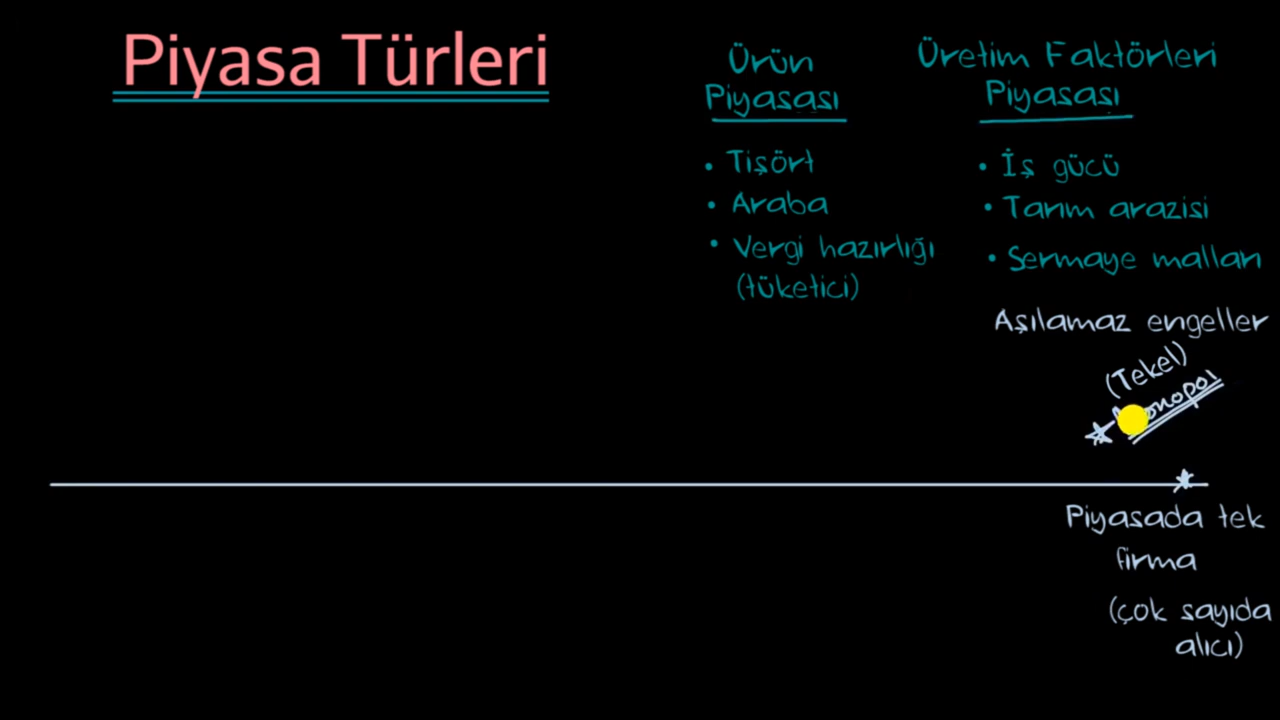 Piyasa Türleri
Ürün
Piyasası
• Tişört
• Araba
• Vergi hazırlığı
(tüketici)
Üretim Faktörleri
Piyasası
• İş gücü
• Tarım arazisi
• Sermaye malları
Aşılamaz engeller
(Tekel)
Piyasada tek
firma
(çok sayıda
alıcı)